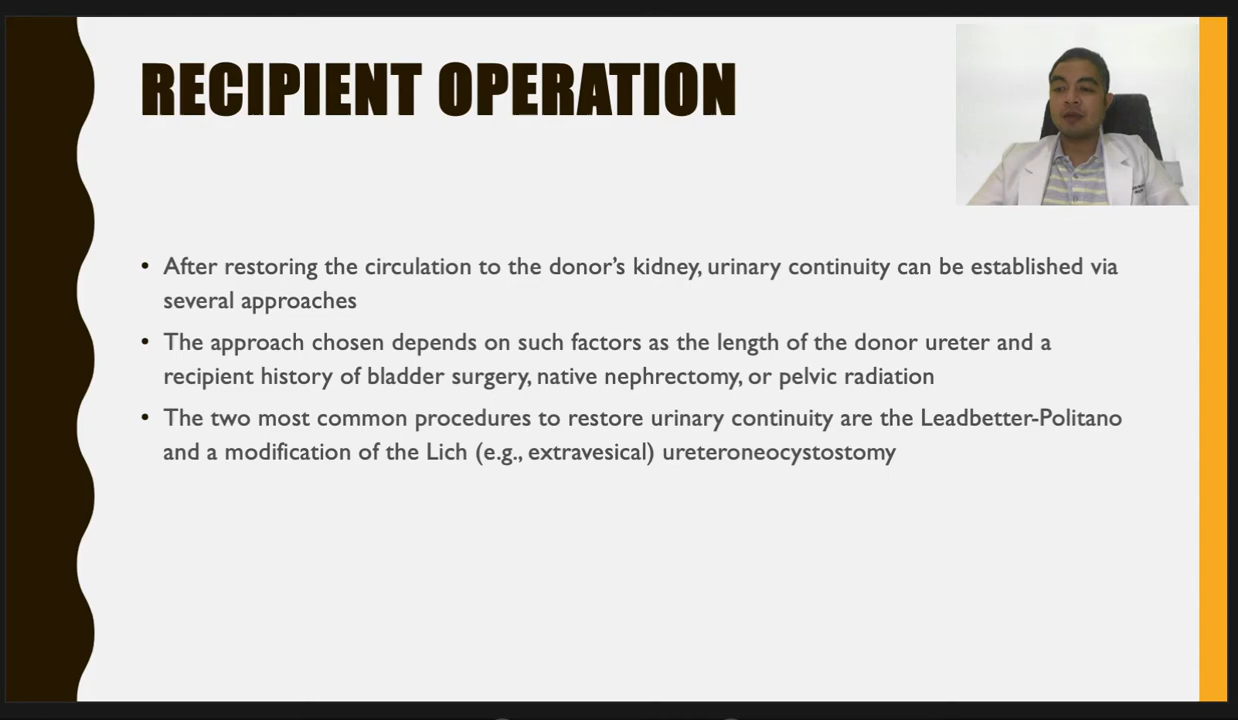 RECIPIENT OPERATION
• After restoring the circulation to the donor’s kidney, urinary continuity can be established via
several approaches
• The approach chosen depends on such factors as the length of the donor ureter and a
recipient history of bladder surgery, native nephrectomy, or pelvic radiation
• The two most common procedures to restore urinary continuity are the Leadbetter-Politano
and a modification of the Lich (e.g., extravesical) ureteroneocystostomy